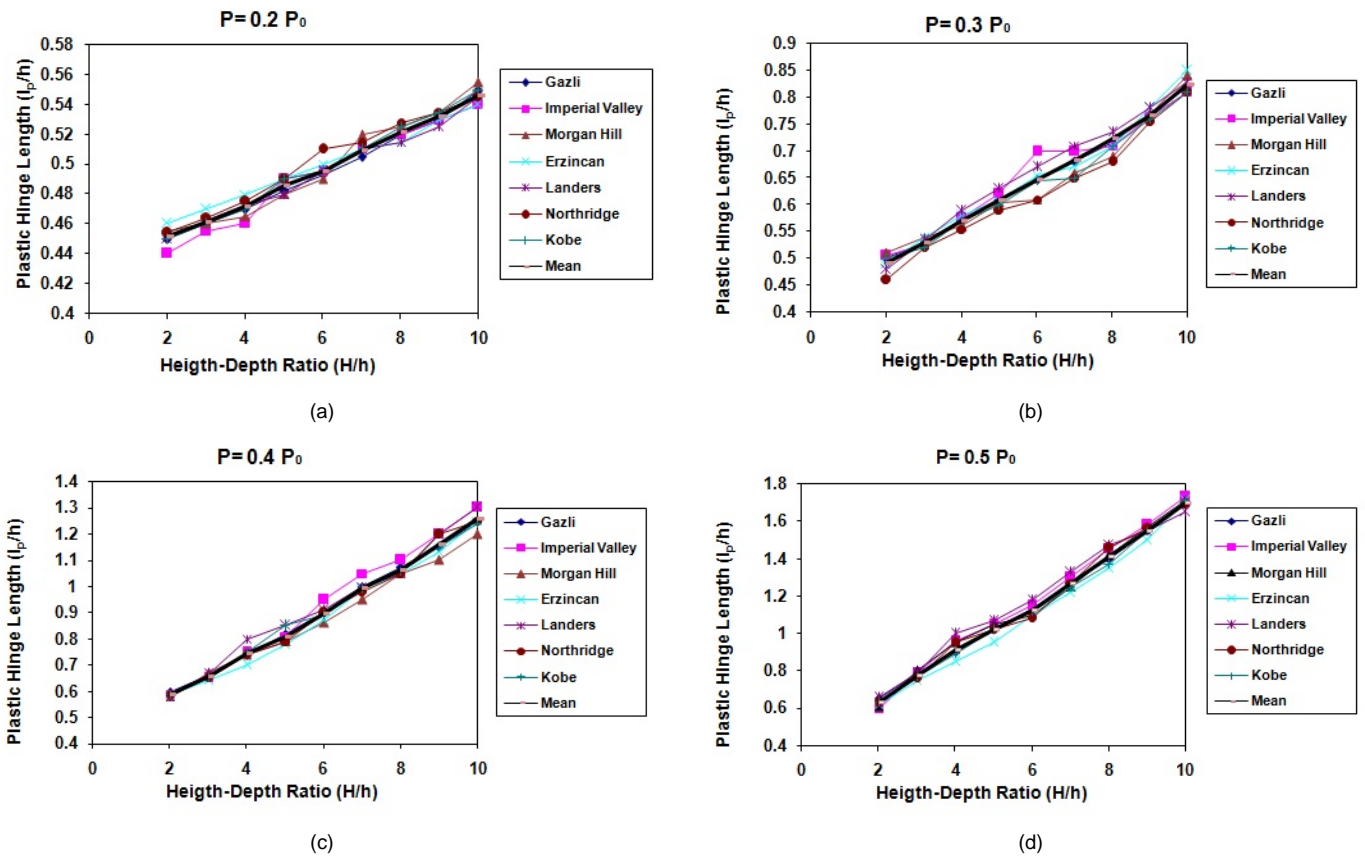 P= 0.2 P₀
Plastic Hinge Length (lₚ/h)
0.58
0.56
0.54
0.52
0.5
0.48
0.46
0.44
0.42
0.4
0 2 4 6 8 10
Heigth-Depth Ratio (H/h)
Gazli
Imperial Valley
Morgan Hill
Erzincan
Landers
Northridge
Kobe
Mean
(a)
P= 0.3 P₀
Plastic Hinge Length (lₚ/h)
0.9
0.85
0.8
0.75
0.7
0.65
0.6
0.55
0.5
0.45
0.4
0 2 4 6 8 10
Heigth-Depth Ratio (H/h)
Gazli
Imperial Valley
Morgan Hill
Erzincan
Landers
Northridge
Kobe
Mean
(b)
P= 0.4 P₀
Plastic Hinge Length (lₚ/h)
1.4
1.3
1.2
1.1
1
0.9
0.8
0.7
0.6
0.5
0.4
0 2 4 6 8 10
Heigth-Depth Ratio (H/h)
Gazli
Imperial Valley
Morgan Hill
Erzincan
Landers
Northridge
Kobe
Mean
(c)
P= 0.5 P₀
Plastic Hinge Length (lₚ/h)
1.8
1.6
1.4
1.2
1
0.8
0.6
0.4
0 2 4 6 8 10
Heigth-Depth Ratio (H/h)
Gazli
Imperial Valley
Morgan Hill
Erzincan
Landers
Northridge
Kobe
Mean
(d)